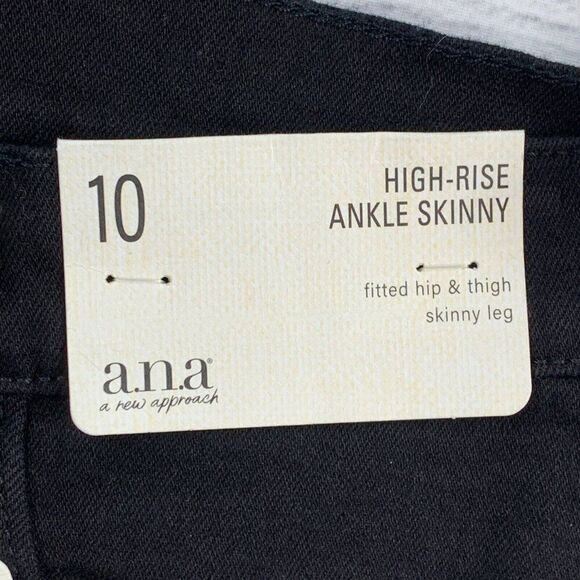 10
HIGH-RISE
ANKLE SKINNY
fitted hip & thigh
skinny leg
a.n.a®
a new approach